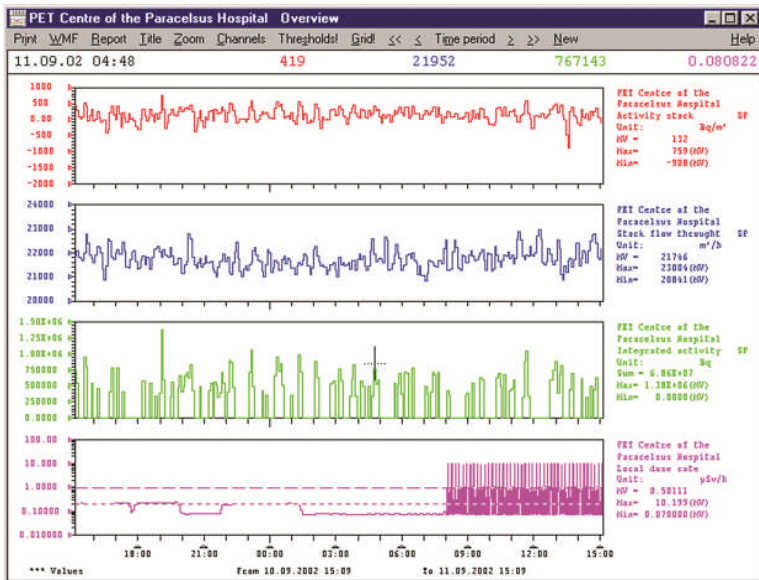 PET Centre of the Paracelsus Hospital Overview
Print WMF Report Title Zoom Channels Thresholds! Grid! << < Time period > >> New Help
11.09.02 04:48 419 21952 767143 0.080822
1000
500
0.00
-500
-1000
-1500
-2000
PET Centre of the
Paracelsus Hospital
Activity stack SP
Unit: Bq/m³
MV = 132
Max= 759(MV)
Min= -908(MV)
24000
23000
22000
21000
20000
PET Centre of the
Paracelsus Hospital
Stack flow throught SP
Unit: m³/h
MV = 21746
Max= 23004(MV)
Min= 20841(MV)
1.50E+06
1.25E+06
1.00E+06
750000
500000
250000
0.0000
PET Centre of the
Paracelsus Hospital
Integrated activity SP
Unit: Bq
Sum = 6.86E+07
Max= 1.38E+06(MV)
Min= 0.0000(MV)
100.00
10.000
1.0000
0.10000
0.010000
PET Centre of the
Paracelsus Hospital
Local dose rate
Unit: µSv/h
MV = 0.50111
Max= 10.199(MV)
Min= 0.070000(MV)
18:00 21:00 00:00 03:00 06:00 09:00 12:00 15:00
*** Values From 10.09.2002 15:09 To 11.09.2002 15:09